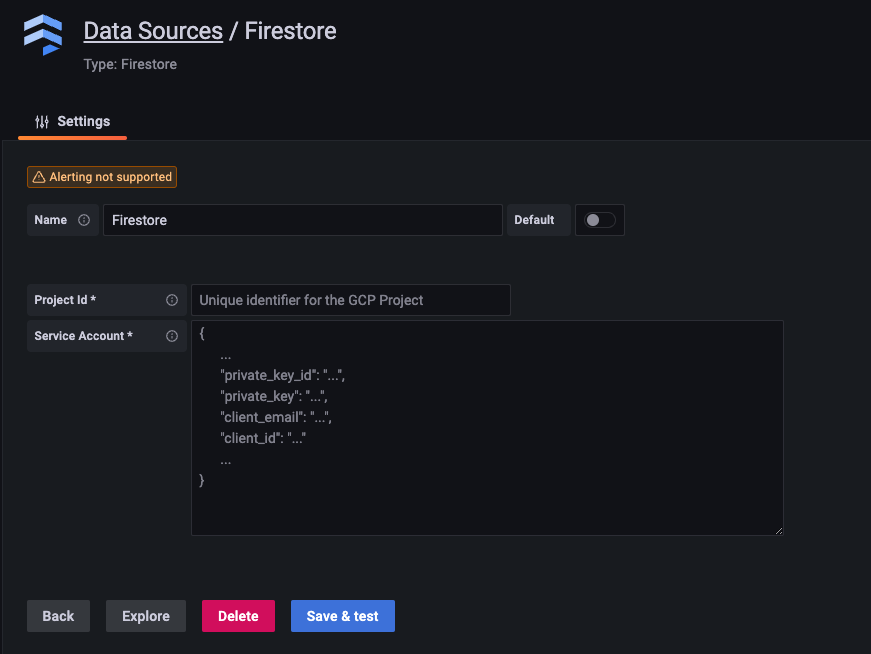 Data Sources / Firestore
Type: Firestore
Settings
Alerting not supported
Name Firestore Default
Project Id * Unique identifier for the GCP Project
Service Account * {
...
"private_key_id": "...",
"private_key": "...",
"client_email": "...",
"client_id": "..."
...
}
Back Explore Delete Save & test